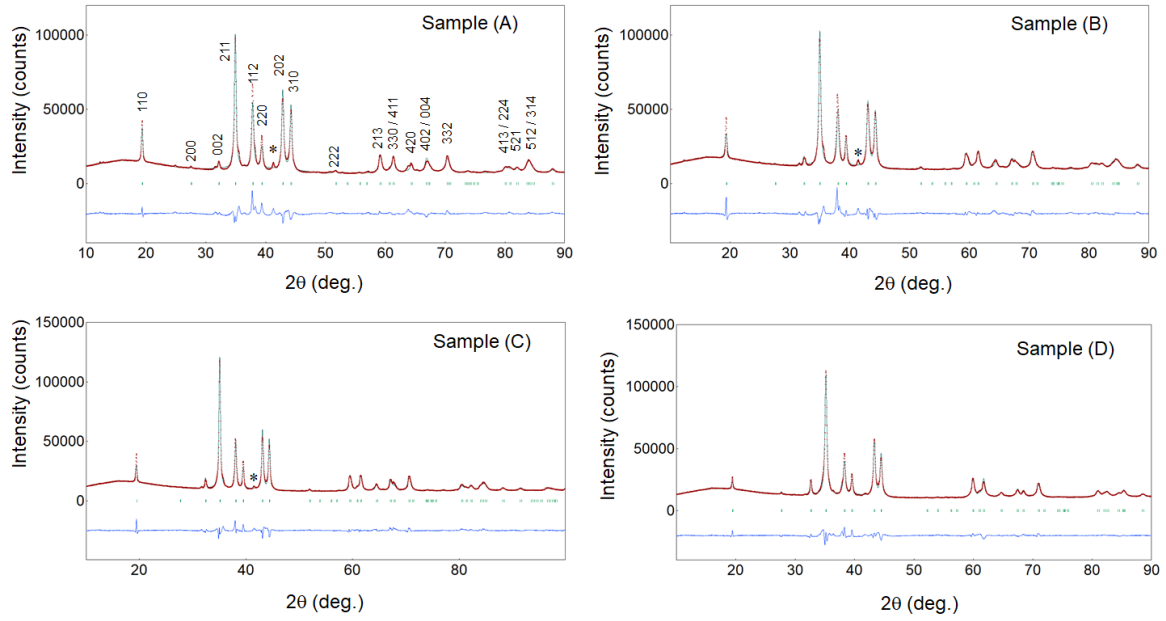 Sample (A)
Intensity (counts)
100000
50000
0
110
200
002
211
112
220
*
202
310
222
213
330 / 411
420
402 / 004
332
413 / 224
521
512 / 314
10 20 30 40 50 60 70 80 90
2θ (deg.)
Sample (B)
Intensity (counts)
100000
50000
0
*
10 20 30 40 50 60 70 80 90
2θ (deg.)
Sample (C)
Intensity (counts)
150000
100000
50000
0
*
20 40 60 80
2θ (deg.)
Sample (D)
Intensity (counts)
150000
100000
50000
0
20 30 40 50 60 70 80 90
2θ (deg.)